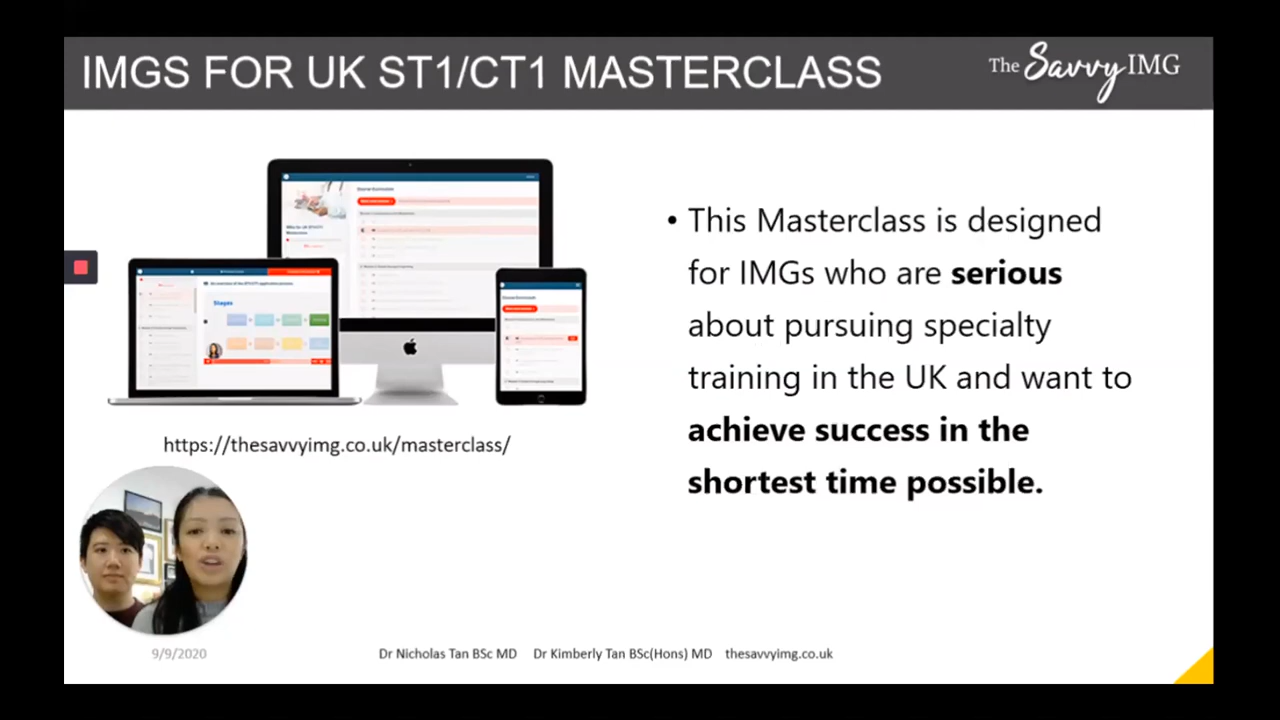 IMGS FOR UK ST1/CT1 MASTERCLASS
The Savvy IMG
Stages
https://thesavvyimg.co.uk/masterclass/
• This Masterclass is designed
for IMGs who are serious
about pursuing specialty
training in the UK and want to
achieve success in the
shortest time possible.
9/9/2020
Dr Nicholas Tan BSc MD Dr Kimberly Tan BSc(Hons) MD thesavvyimg.co.uk